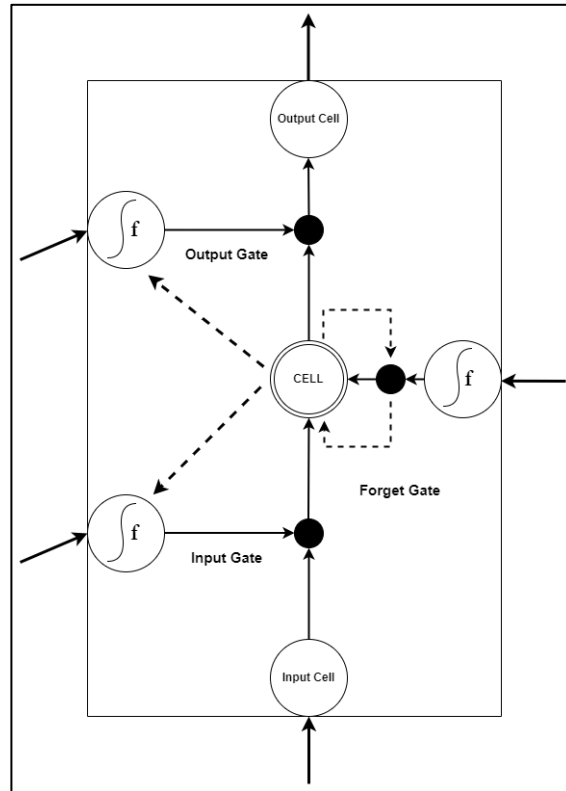 Output Cell
f
Output Gate
CELL
f
Forget Gate
f
Input Gate
Input Cell